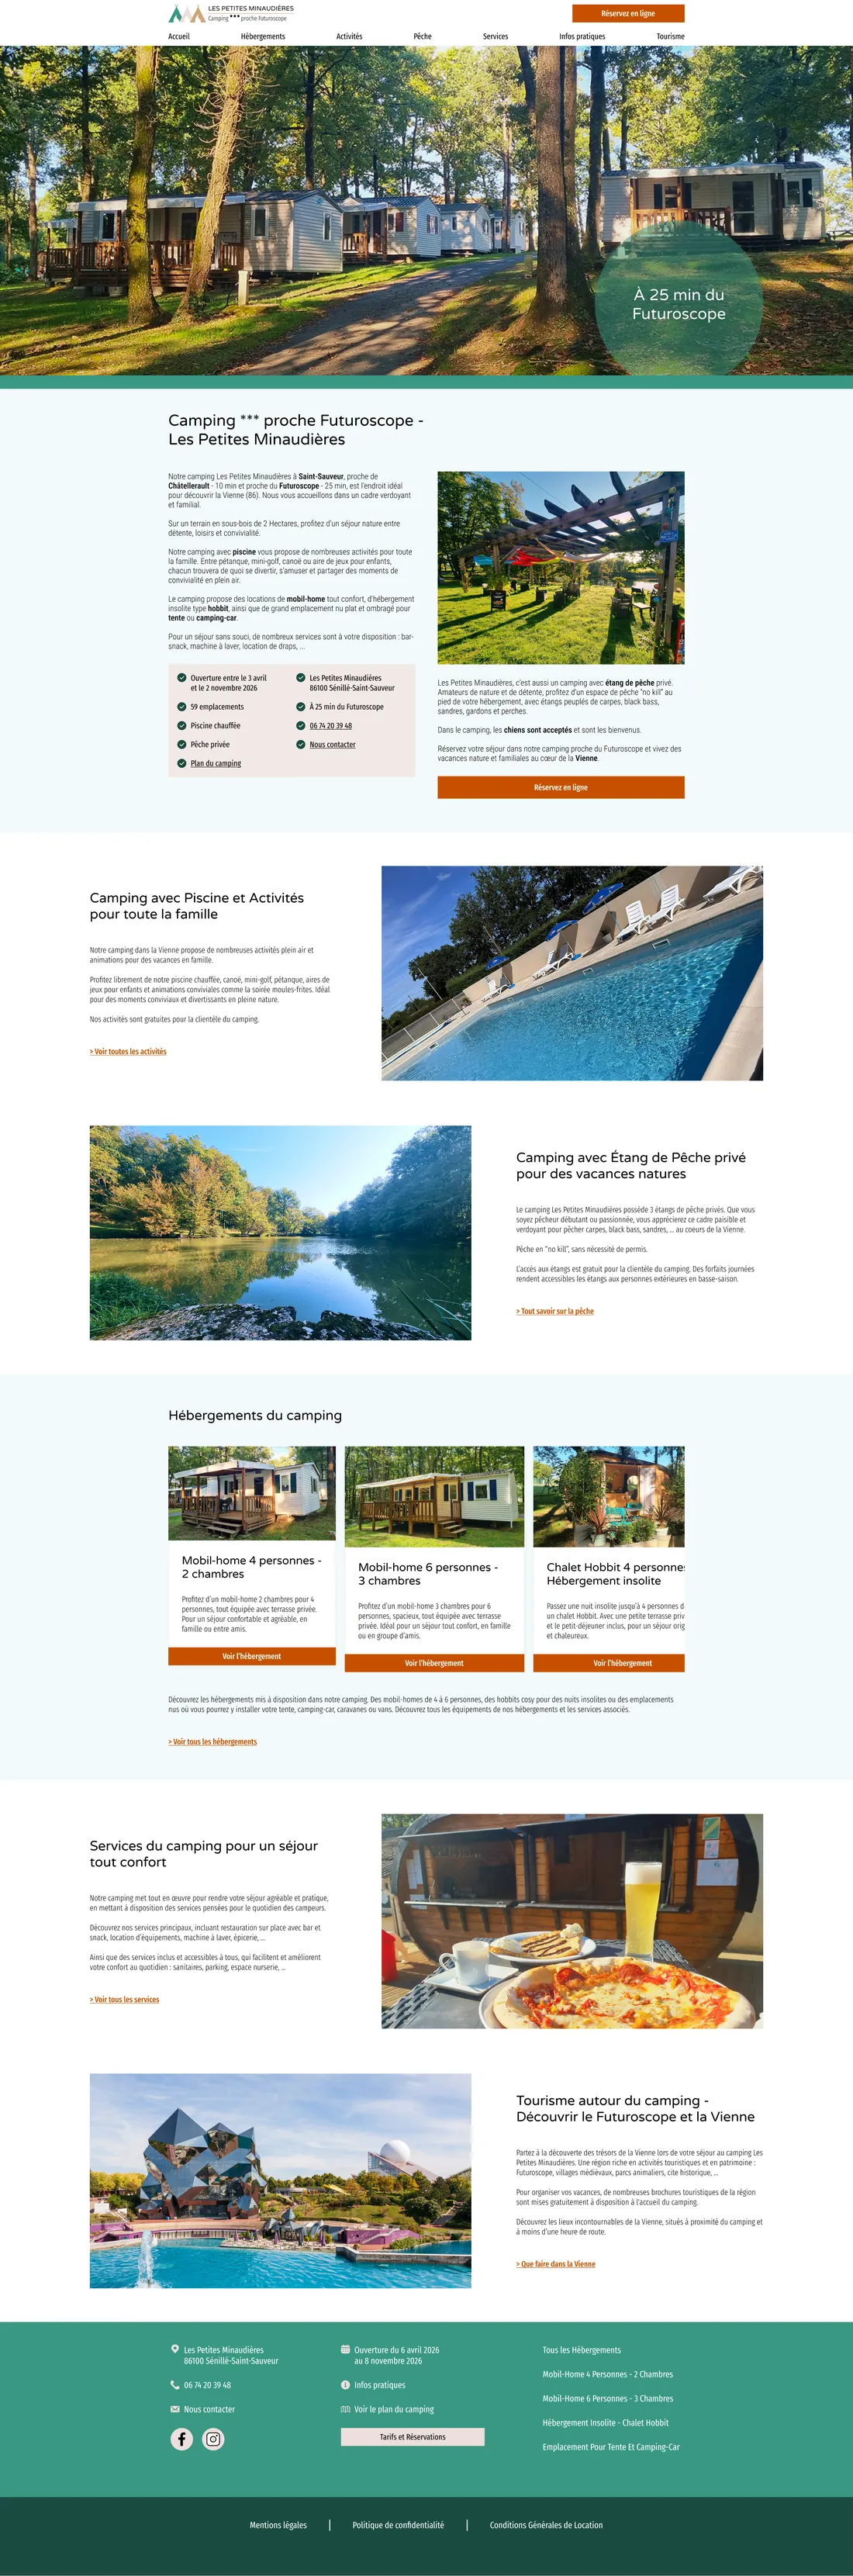 LES PETITES MINAUDIÈRES
Camping *** proche Futuroscope
Réservez en ligne
Accueil
Hébergements
Activités
Pêche
Services
Infos pratiques
Tourisme
À 25 min du
Futuroscope
Camping *** proche Futuroscope -
Les Petites Minaudières
Notre camping Les Petites Minaudières à Saint-Sauveur, proche de
Châtellerault - 10 min et proche du Futuroscope - 25 min, est l'endroit idéal
pour découvrir la Vienne (86). Nous vous accueillons dans un cadre verdoyant
et familial.
Sur un terrain en sous-bois de 2 Hectares, profitez d'un séjour nature entre
détente, loisirs et convivialité.
Notre camping avec piscine vous propose de nombreuses activités pour toute
la famille. Entre pétanque, mini-golf, canoë ou aire de jeux pour enfants,
chacun trouvera de quoi se divertir, s'amuser et partager des moments de
convivialité en plein air.
Le camping propose des locations de mobil-home tout confort, d'hébergement
insolite type hobbit, ainsi que de grand emplacement nu plat et ombragé pour
tente ou camping-car.
Pour un séjour sans souci, de nombreux services sont à votre disposition : bar-
snack, machine à laver, location de draps, ...
Ouverture entre le 3 avril
et le 2 novembre 2026
59 emplacements
Piscine chauffée
Pêche privée
Plan du camping
Les Petites Minaudières
86100 Sénillé-Saint-Sauveur
À 25 min du Futuroscope
06 74 20 39 48
Nous contacter
Les Petites Minaudières, c'est aussi un camping avec étang de pêche privé.
Amateurs de nature et de détente, profitez d'un espace de pêche "no kill" au
pied de votre hébergement, avec étangs peuplés de carpes, black bass,
sandres, gardons et perches.
Dans le camping, les chiens sont acceptés et sont les bienvenus.
Réservez votre séjour dans notre camping proche du Futuroscope et vivez des
vacances nature et familiales au cœur de la Vienne.
Réservez en ligne
Camping avec Piscine et Activités
pour toute la famille
Notre camping dans la Vienne propose de nombreuses activités plein air et
animations pour des vacances en famille.
Profitez librement de notre piscine chauffée, canoë, mini-golf, pétanque, aires de
jeux pour enfants et animations conviviales comme la soirée moules-frites. Idéal
pour des moments conviviaux et divertissants en pleine nature.
Nos activités sont gratuites pour la clientèle du camping.
> Voir toutes les activités
Camping avec Étang de Pêche privé
pour des vacances natures
Le camping Les Petites Minaudières possède 3 étangs de pêche privés. Que vous
soyez pêcheur débutant ou passionnée, vous apprécierez ce cadre paisible et
verdoyant pour pêcher carpes, black bass, sandres, ... au coeurs de la Vienne.
Pêche en "no kill", sans nécessité de permis.
L'accès aux étangs est gratuit pour la clientèle du camping. Des forfaits journées
rendent accessibles les étangs aux personnes extérieures en basse-saison.
> Tout savoir sur la pêche
Hébergements du camping
Mobil-home 4 personnes -
2 chambres
Profitez d'un mobil-home 2 chambres pour 4
personnes, tout équipée avec terrasse privée.
Pour un séjour confortable et agréable, en
famille ou entre amis.
Voir l'hébergement
Mobil-home 6 personnes -
3 chambres
Profitez d'un mobil-home 3 chambres pour 6
personnes, spacieux, tout équipée avec terrasse
privée. Idéal pour un séjour tout confort, en famille
ou en groupe d'amis.
Voir l'hébergement
Chalet Hobbit 4 personnes
Hébergement insolite
Passez une nuit insolite jusqu'à 4 personnes d
un chalet Hobbit. Avec une petite terrasse priv
et le petit-déjeuner inclus, pour un séjour orig
et chaleureux.
Voir l'hébergement
Découvrez les hébergements mis à disposition dans notre camping. Des mobil-homes de 4 à 6 personnes, des hobbits cosy pour des nuits insolites ou des emplacements
nus où vous pourrez y installer votre tente, camping-car, caravanes ou vans. Découvrez tous les équipements de nos hébergements et les services associés.
> Voir tous les hébergements
Services du camping pour un séjour
tout confort
Notre camping met tout en œuvre pour rendre votre séjour agréable et pratique,
en mettant à disposition des services pensées pour le quotidien des campeurs.
Découvrez nos services principaux, incluant restauration sur place avec bar et
snack, location d'équipements, machine à laver, épicerie, ...
Ainsi que des services inclus et accessibles à tous, qui facilitent et améliorent
votre confort au quotidien : sanitaires, parking, espace nurserie, ...
> Voir tous les services
Tourisme autour du camping -
Découvrir le Futuroscope et la Vienne
Partez à la découverte des trésors de la Vienne lors de votre séjour au camping Les
Petites Minaudières. Une région riche en activités touristiques et en patrimoine :
Futuroscope, villages médiévaux, parcs animaliers, cite historique, ...
Pour organiser vos vacances, de nombreuses brochures touristiques de la région
sont mises gratuitement à disposition à l'accueil du camping.
Découvrez les lieux incontournables de la Vienne, situés à proximité du camping et
à moins d'une heure de route.
> Que faire dans la Vienne
Les Petites Minaudières
86100 Sénillé-Saint-Sauveur
06 74 20 39 48
Nous contacter
Ouverture du 6 avril 2026
au 8 novembre 2026
Infos pratiques
Voir le plan du camping
Tarifs et Réservations
Tous les Hébergements
Mobil-Home 4 Personnes - 2 Chambres
Mobil-Home 6 Personnes - 3 Chambres
Hébergement Insolite - Chalet Hobbit
Emplacement Pour Tente Et Camping-Car
Mentions légales
Politique de confidentialité
Conditions Générales de Location